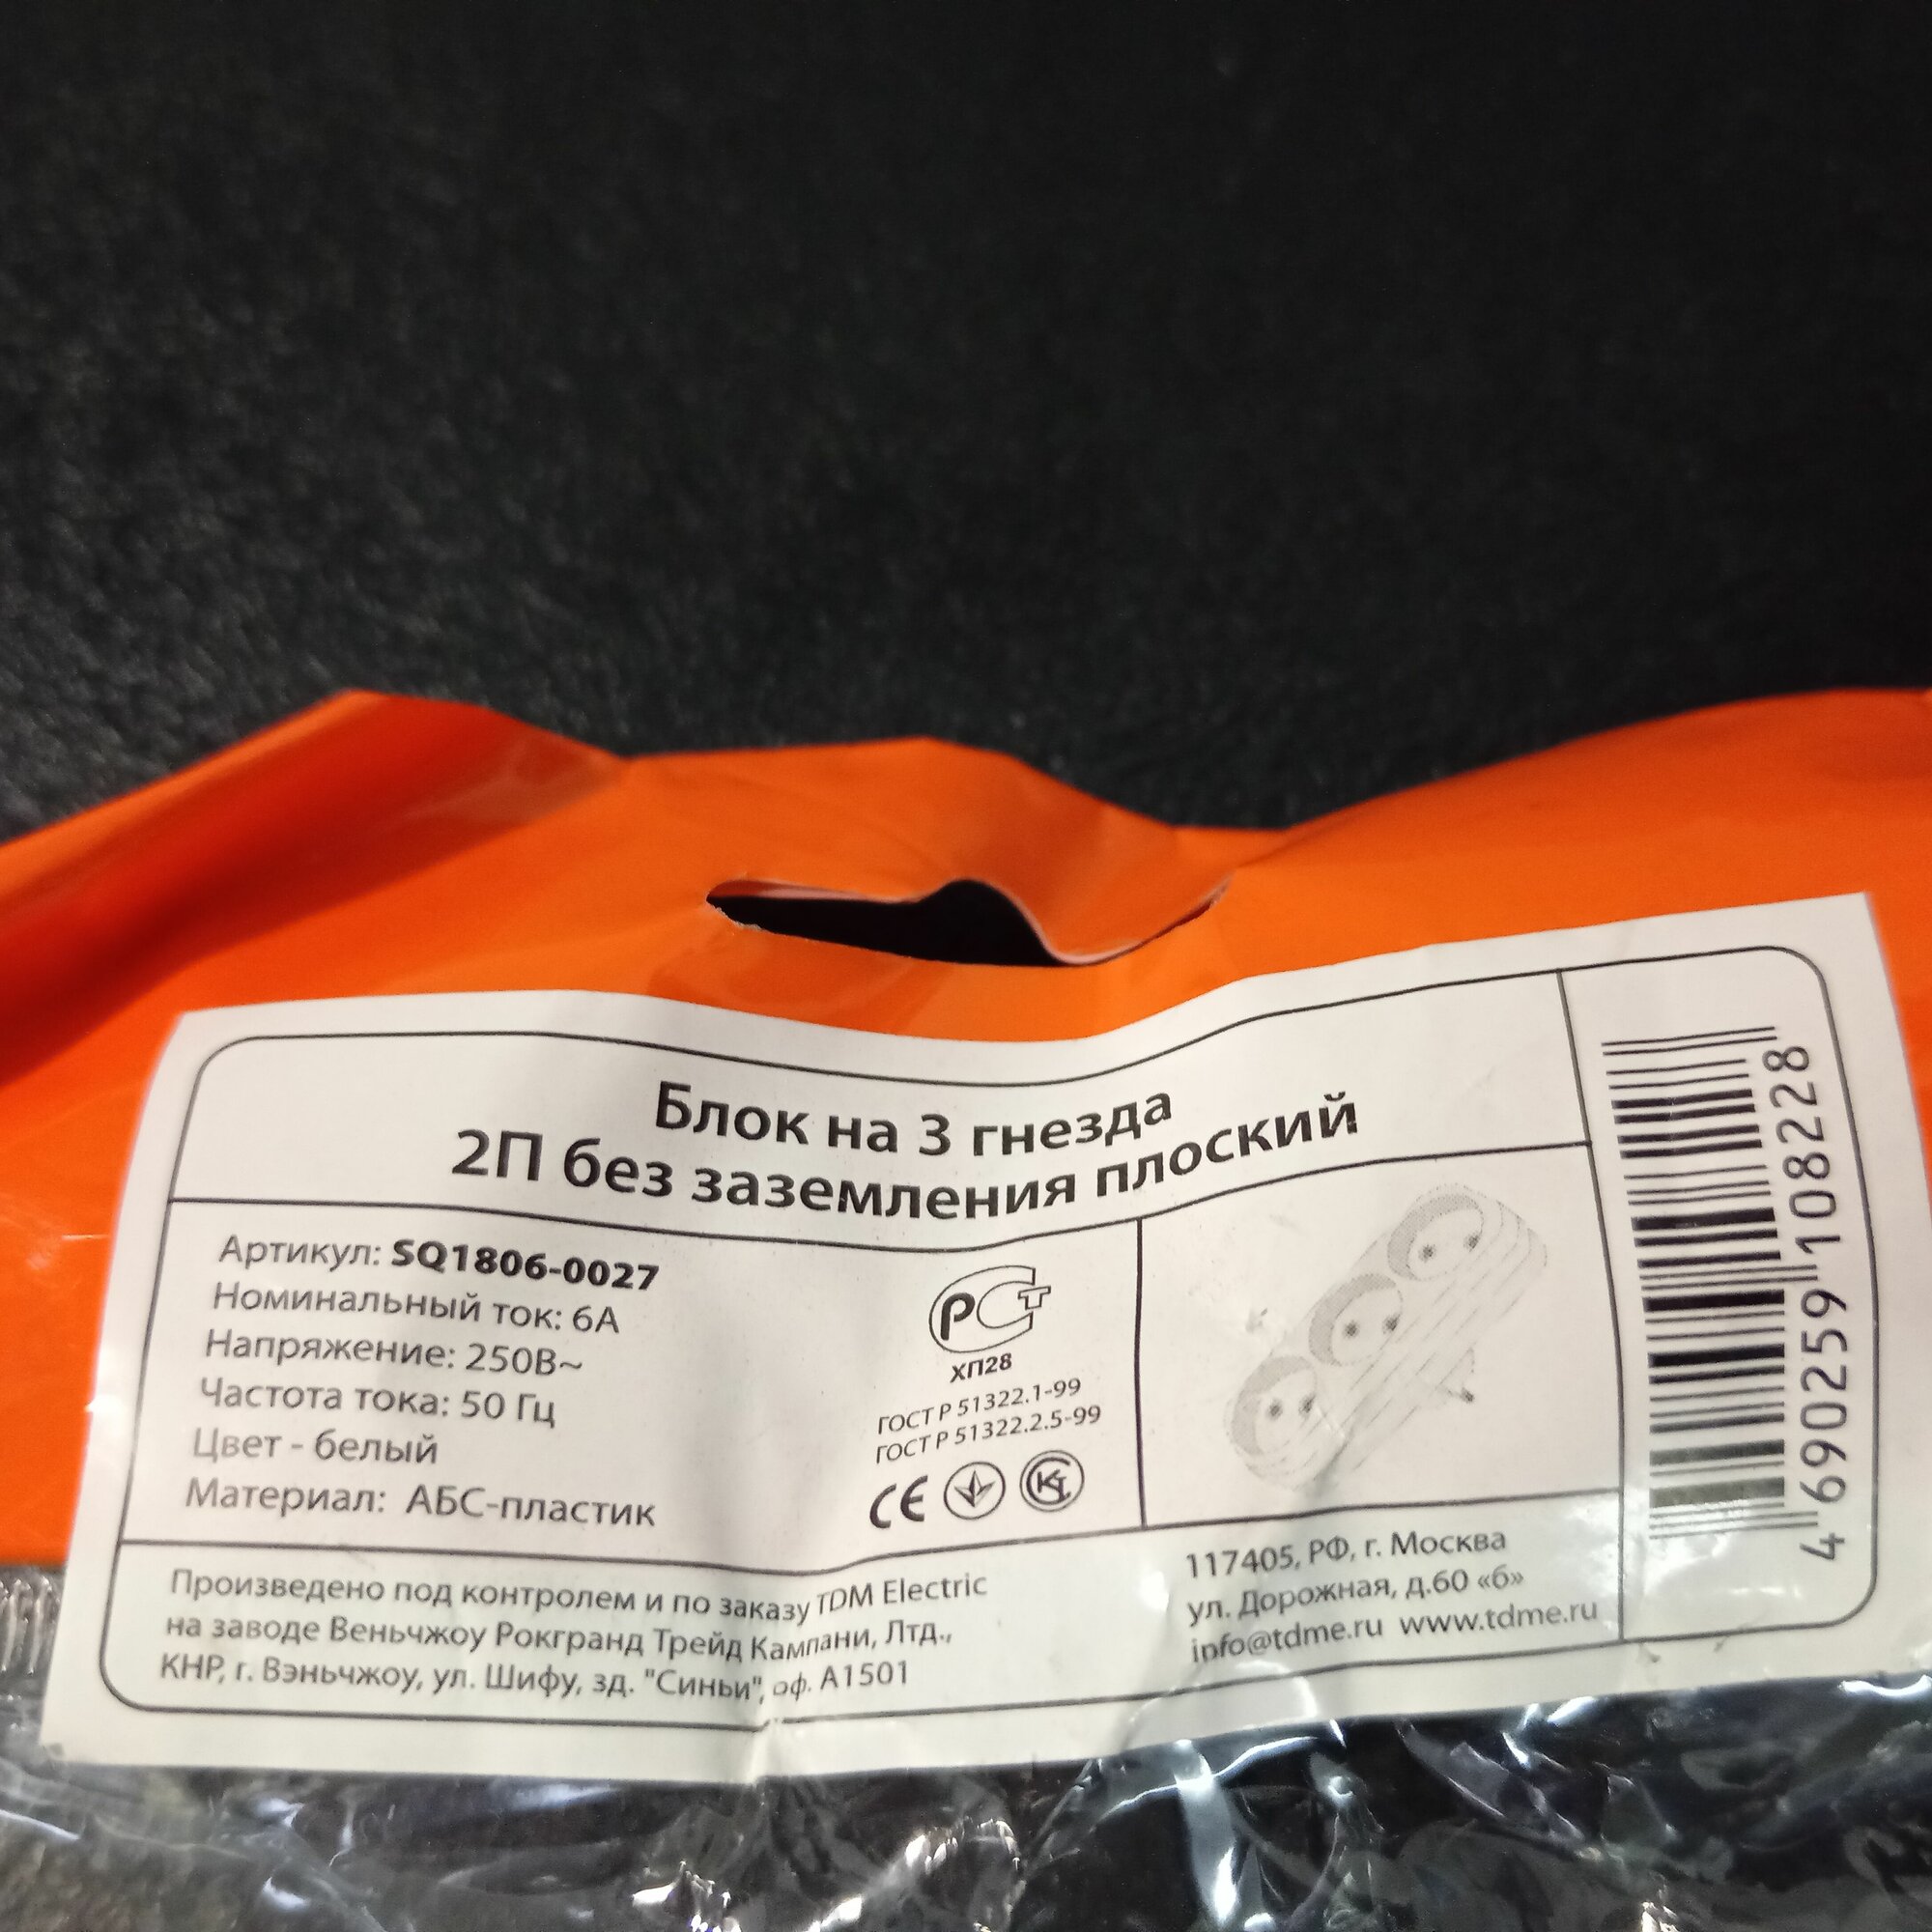 Блок на 3 гнезда
2П без заземления плоский
Артикул: SQ1806-0027
Номинальный ток: 6А
Напряжение: 250В~
Частота тока: 50 Гц
Цвет - белый
Материал: АБС-пластик
РСТ
ХП28
ГОСТ Р 51322.1-99
ГОСТ Р 51322.2.5-99
CE
Произведено под контролем и по заказу TDM Electric
на заводе Веньчжоу Рокгранд Трейд Кампани, Лтд.,
КНР, г. Вэньчжоу, ул. Шифу, зд. "Синьи", оф. А1501
117405, РФ, г. Москва
ул. Дорожная, д.60 «б»
info@tdme.ru www.tdme.ru
4 690259 108228